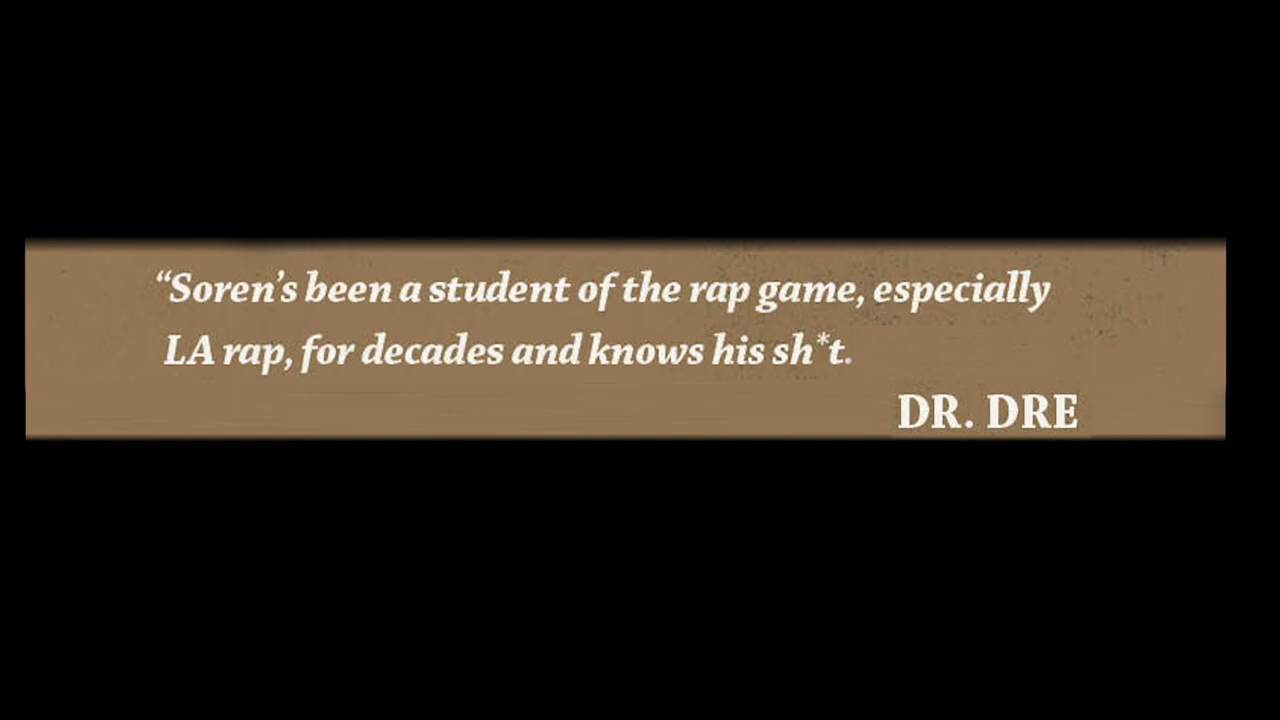 “Soren’s been a student of the rap game, especially
LA rap, for decades and knows his sh*t.
DR. DRE